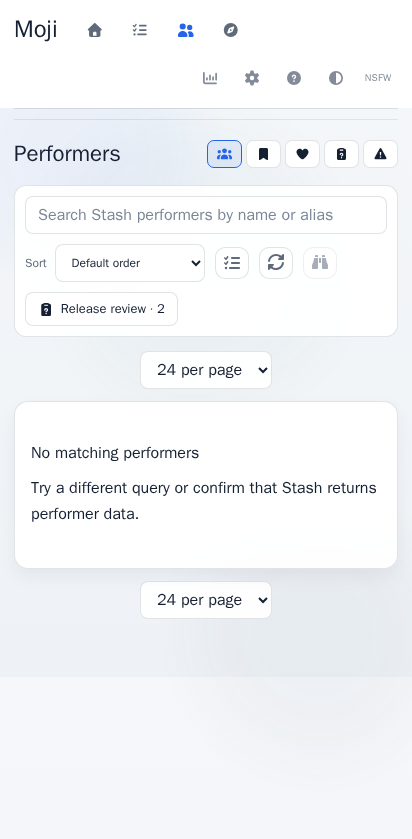 Moji
NSFW
Performers
Search Stash performers by name or alias
Sort
Default order
Release review · 2
24 per page
No matching performers
Try a different query or confirm that Stash returns
performer data.
24 per page